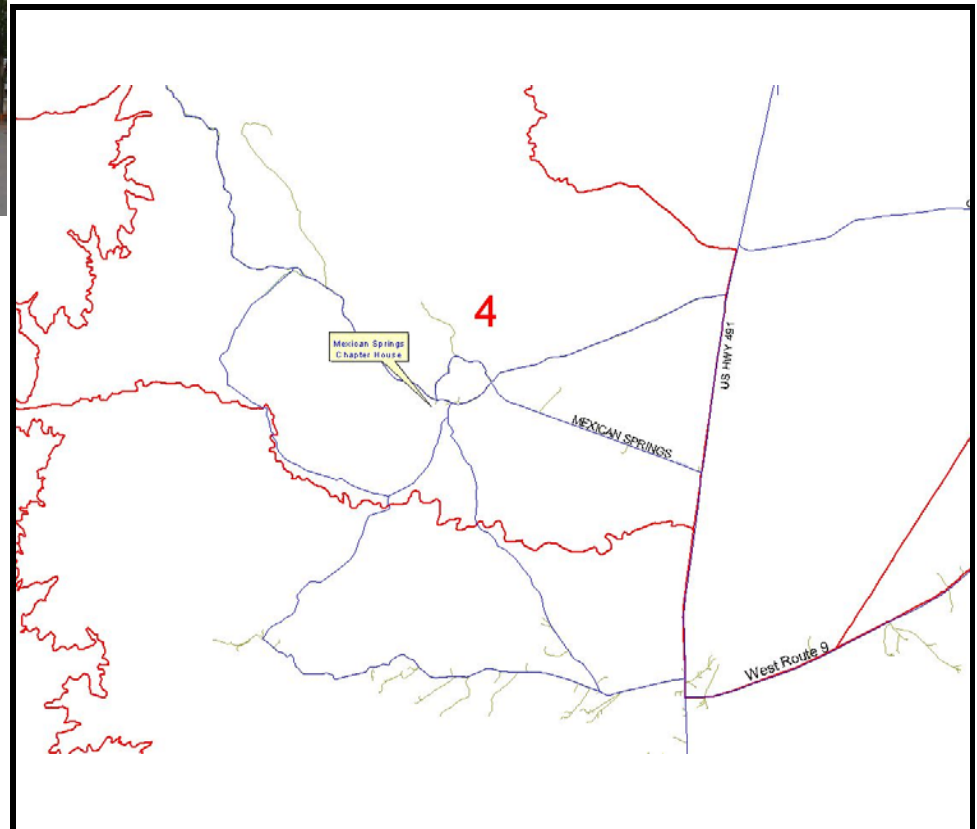 4
Mexican Springs
Chapter House
US HWY 491
MEXICAN SPRINGS
West Route 9